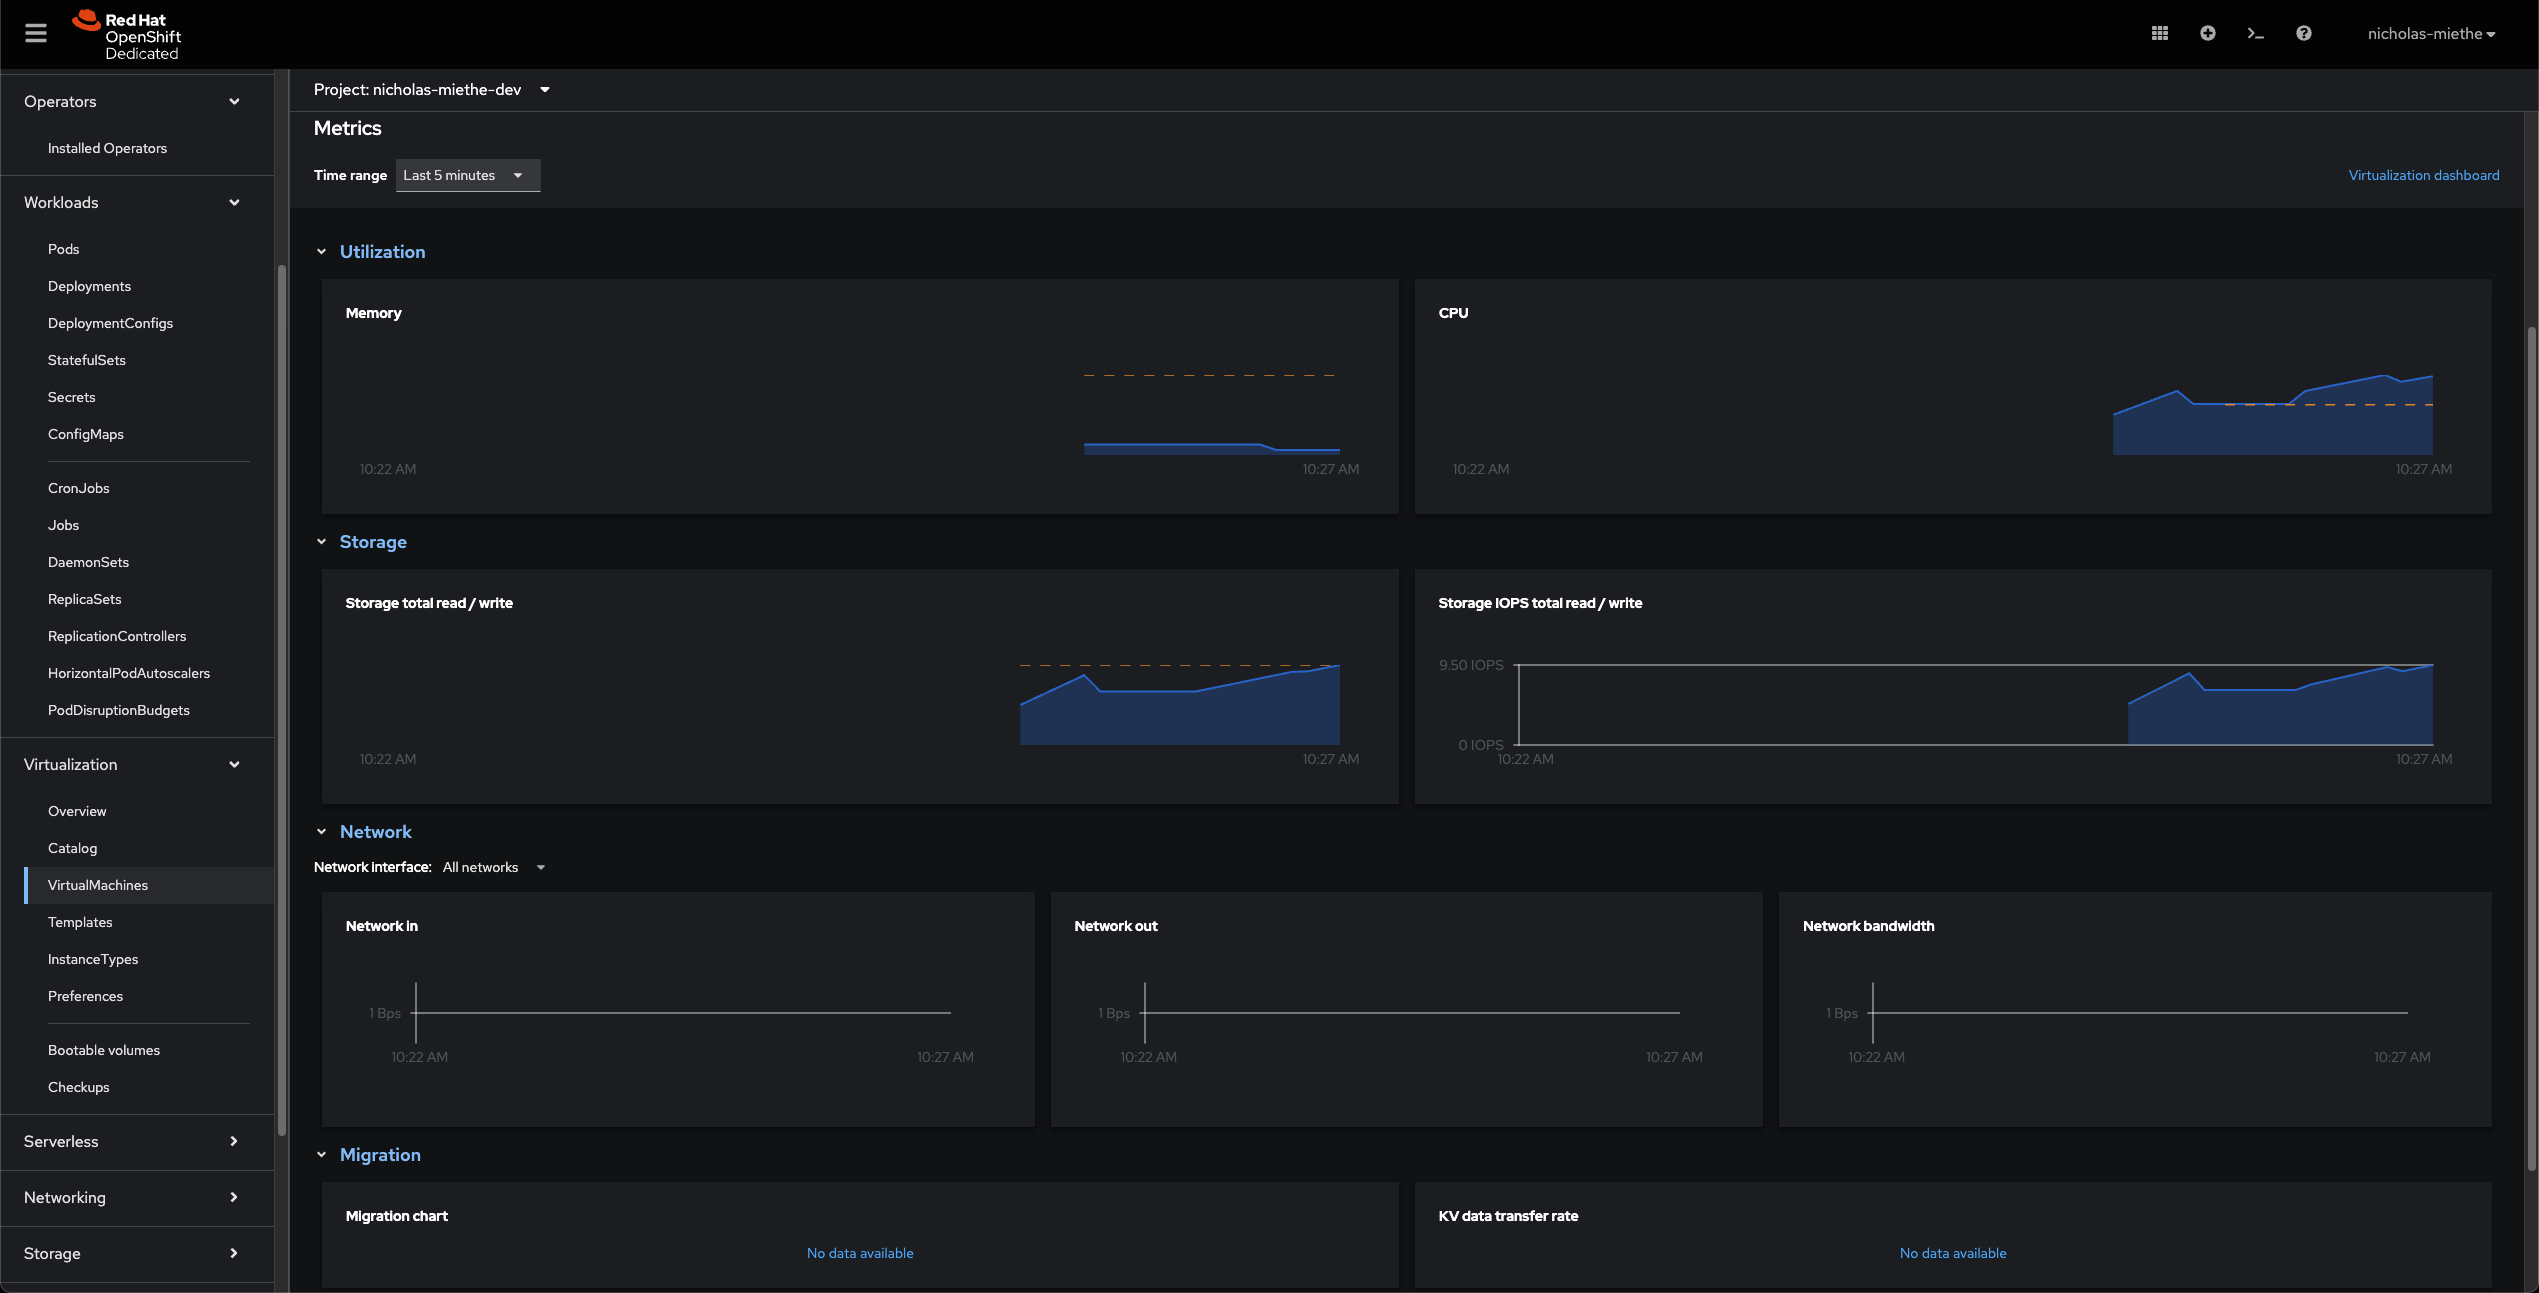 Red Hat
OpenShift
Dedicated
nicholas-miethe
Operators
Installed Operators
Workloads
Pods
Deployments
DeploymentConfigs
StatefulSets
Secrets
ConfigMaps
CronJobs
Jobs
DaemonSets
ReplicaSets
ReplicationControllers
HorizontalPodAutoscalers
PodDisruptionBudgets
Virtualization
Overview
Catalog
VirtualMachines
Templates
InstanceTypes
Preferences
Bootable volumes
Checkups
Serverless
Networking
Storage
Project: nicholas-miethe-dev
Metrics
Time range Last 5 minutes
Virtualization dashboard
Utilization
Memory
10:22 AM 10:27 AM
CPU
10:22 AM 10:27 AM
Storage
Storage total read / write
10:22 AM 10:27 AM
Storage IOPS total read / write
9.50 IOPS
0 IOPS
10:22 AM 10:27 AM
Network
Network interface: All networks
Network in
1 Bps
10:22 AM 10:27 AM
Network out
1 Bps
10:22 AM 10:27 AM
Network bandwidth
1 Bps
10:22 AM 10:27 AM
Migration
Migration chart
No data available
KV data transfer rate
No data available